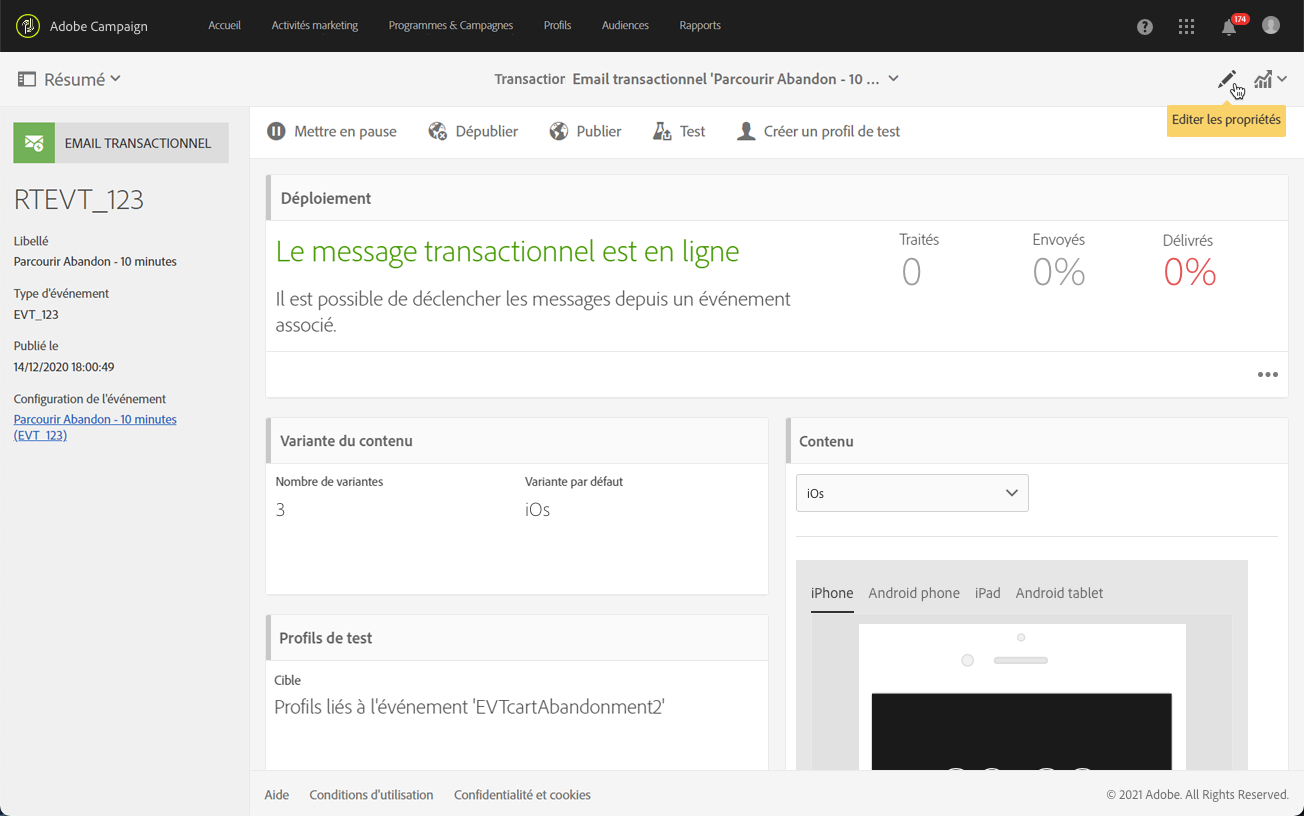 Adobe Campaign
Accueil
Activités marketing
Programmes & Campagnes
Profils
Audiences
Rapports
174
Résumé
Transactior Email transactionnel 'Parcourir Abandon - 10 ...
Editer les propriétés
EMAIL TRANSACTIONNEL
RTEVT_123
Libellé
Parcourir Abandon - 10 minutes
Type d'événement
EVT_123
Publié le
14/12/2020 18:00:49
Configuration de l'événement
Parcourir Abandon - 10 minutes
(EVT_123)
Mettre en pause
Dépublier
Publier
Test
Créer un profil de test
Déploiement
Le message transactionnel est en ligne
Il est possible de déclencher les messages depuis un événement
associé.
Traités
0
Envoyés
0%
Délivrés
0%
Variante du contenu
Nombre de variantes
3
Variante par défaut
iOs
Profils de test
Cible
Profils liés à l'événement 'EVTcartAbandonment2'
Contenu
iOs
iPhone
Android phone
iPad
Android tablet
Aide
Conditions d'utilisation
Confidentialité et cookies
© 2021 Adobe. All Rights Reserved.